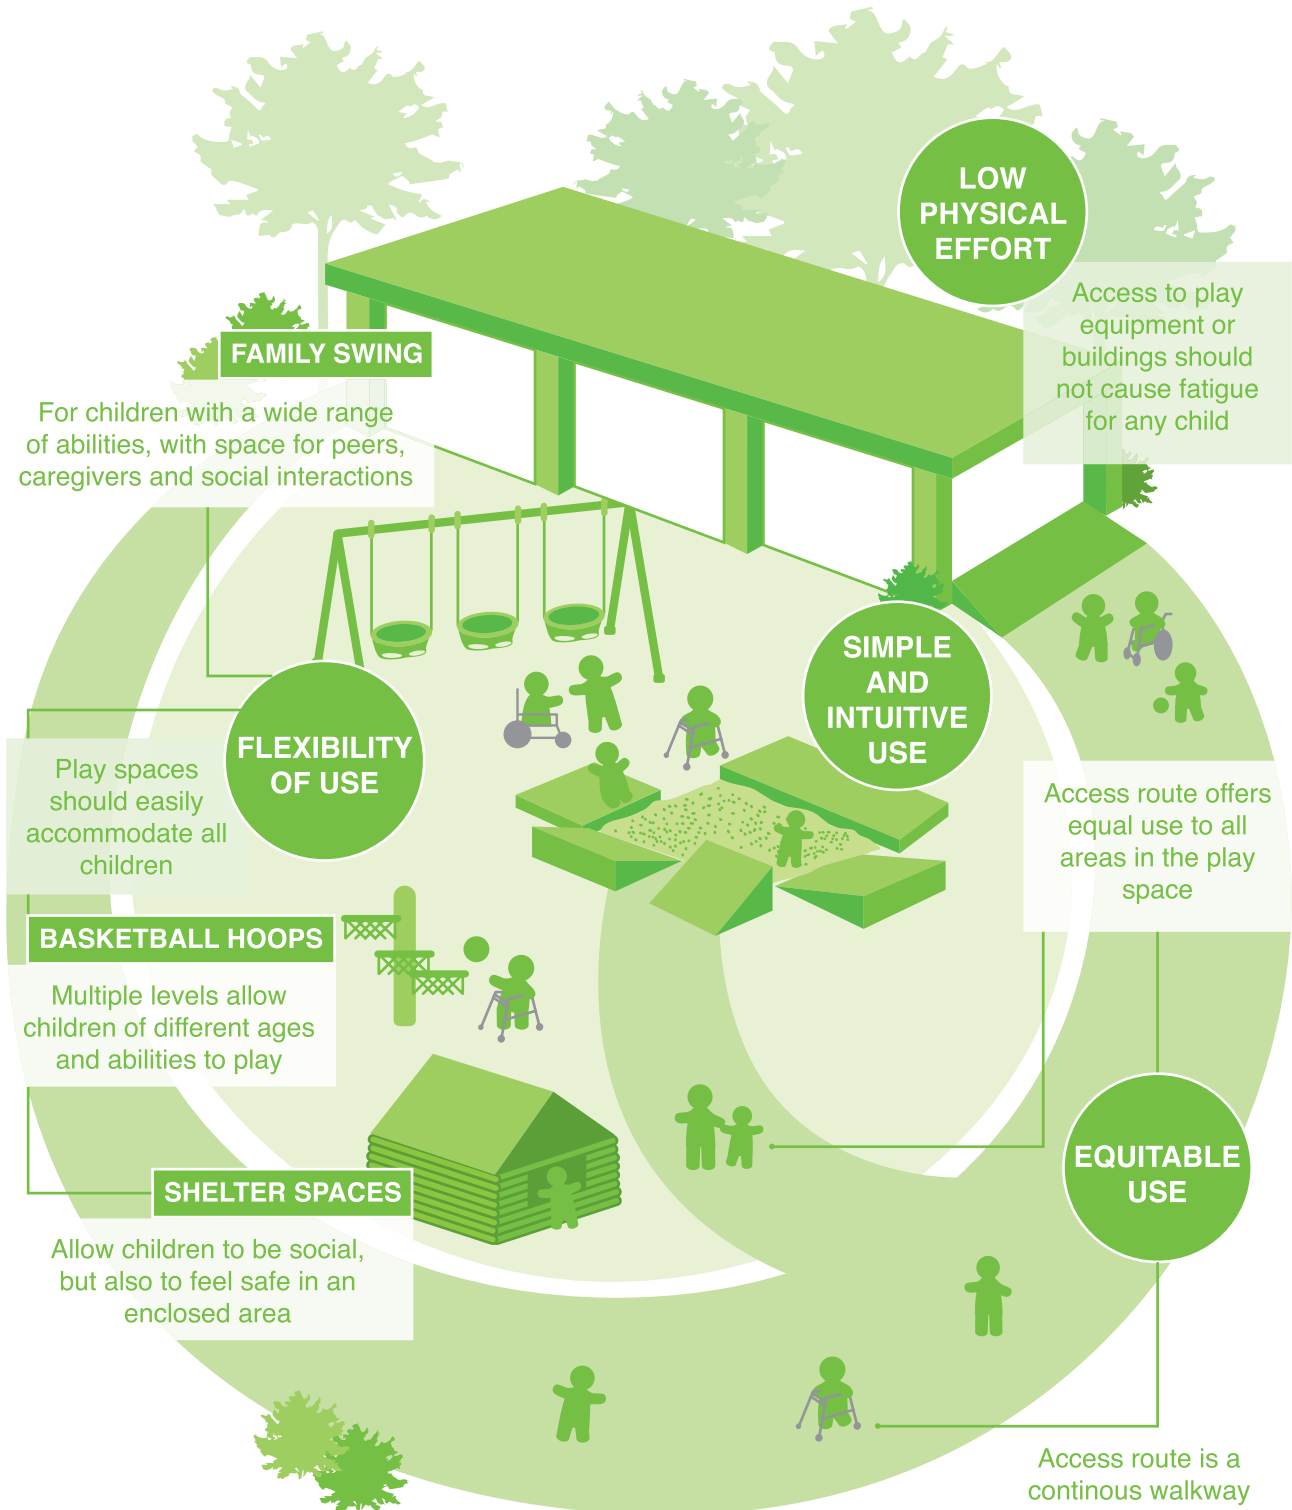 LOW
PHYSICAL
EFFORT
Access to play
equipment or
buildings should
not cause fatigue
for any child
FAMILY SWING
For children with a wide range
of abilities, with space for peers,
caregivers and social interactions
SIMPLE
AND
INTUITIVE
USE
FLEXIBILITY
OF USE
Play spaces
should easily
accommodate all
children
Access route offers
equal use to all
areas in the play
space
BASKETBALL HOOPS
Multiple levels allow
children of different ages
and abilities to play
EQUITABLE
USE
SHELTER SPACES
Allow children to be social,
but also to feel safe in an
enclosed area
Access route is a
continous walkway